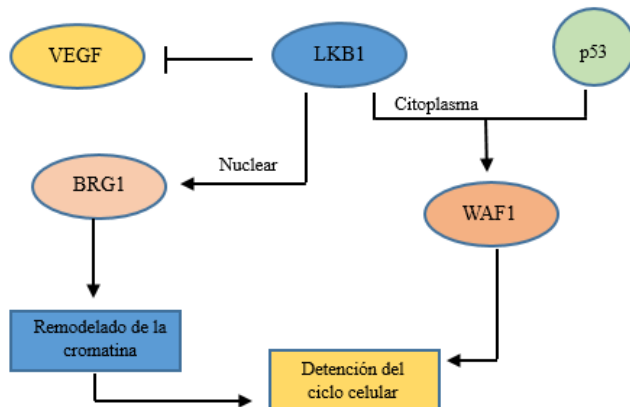 VEGF
LKB1
p53
Citoplasma
Nuclear
BRG1
WAF1
Remodelado de la
cromatina
Detención del
ciclo celular